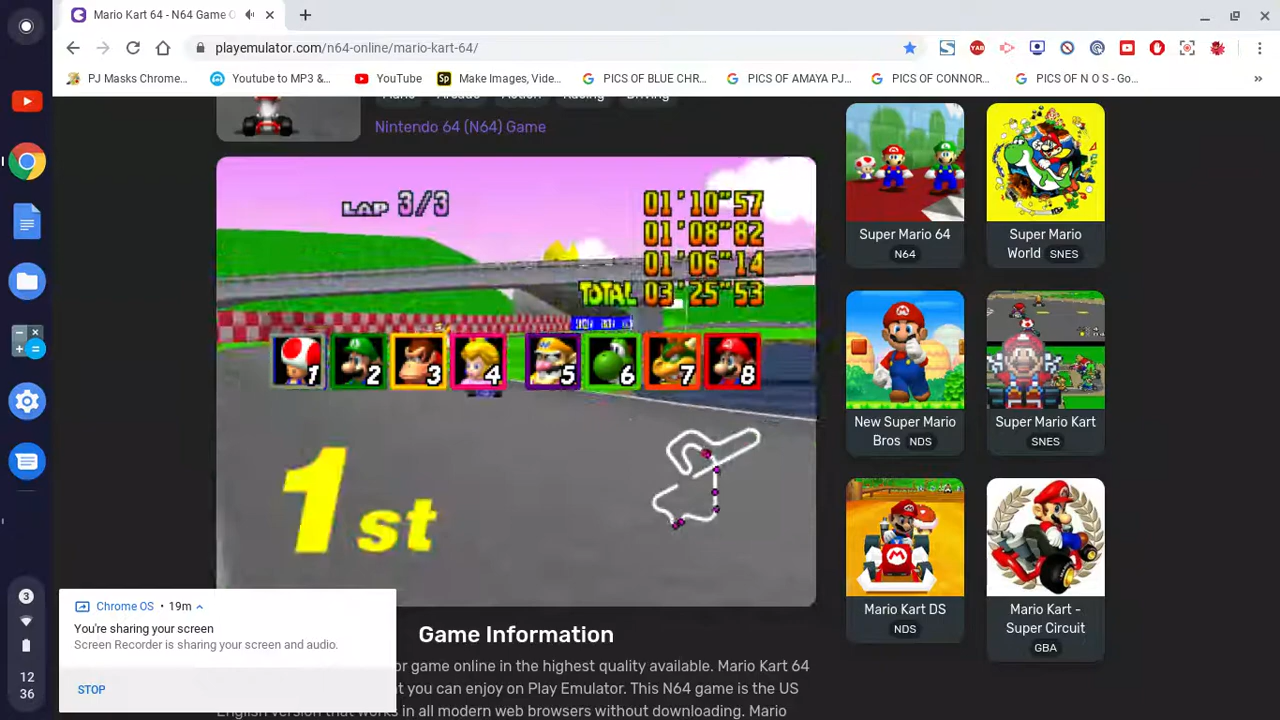 Mario Kart 64 - N64 Game O
playemulator.com/n64-online/mario-kart-64/
PJ Masks Chrome...
Youtube to MP3 &...
YouTube
Make Images, Vide...
PICS OF BLUE CHR...
PICS OF AMAYA PJ...
PICS OF CONNOR...
PICS OF N O S - Go...
»
Mario Arcade Action Racing Driving
Nintendo 64 (N64) Game
LAP 3/3
01'10"57
01'08"82
01'06"14
TOTAL 03'25"53
1 2 3 4 5 6 7 8
1st
Super Mario 64
N64
Super Mario
World SNES
New Super Mario
Bros NDS
Super Mario Kart
SNES
Mario Kart DS
NDS
Mario Kart -
Super Circuit
GBA
Game Information
or game online in the highest quality available. Mario Kart 64
t you can enjoy on Play Emulator. This N64 game is the US
English version that works in all modern web browsers without downloading. Mario
Chrome OS • 19m
You're sharing your screen
Screen Recorder is sharing your screen and audio.
STOP
3
12
36